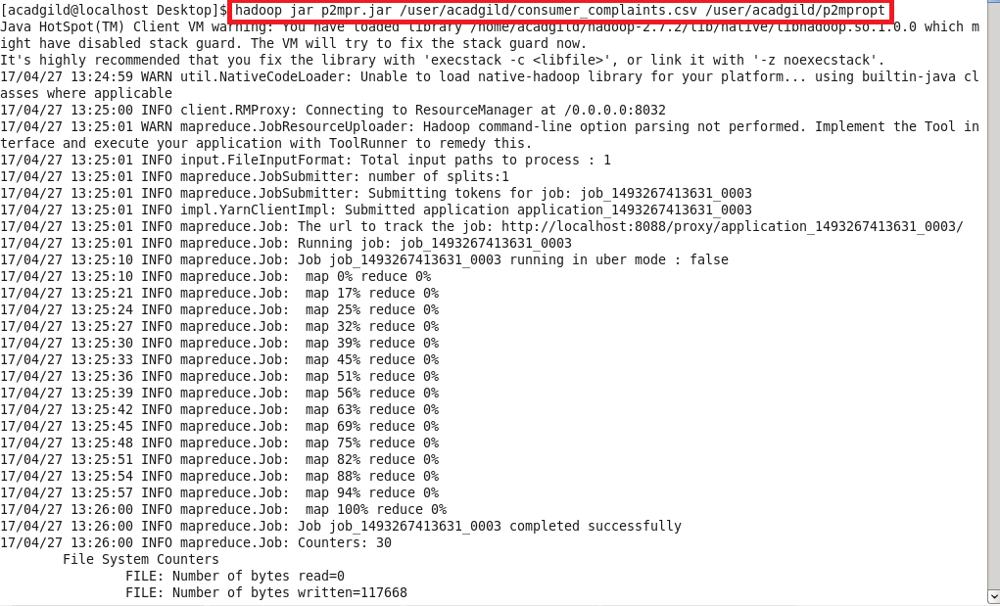 [acadgild@localhost Desktop]$ hadoop jar p2mpr.jar /user/acadgild/consumer_complaints.csv /user/acadgild/p2mpropt
Java HotSpot(TM) Client VM warning: You have loaded library /home/acadgild/hadoop-2.7.2/lib/native/libhadoop.so.1.0.0 which m
ight have disabled stack guard. The VM will try to fix the stack guard now.
It's highly recommended that you fix the library with 'execstack -c <libfile>', or link it with '-z noexecstack'.
17/04/27 13:24:59 WARN util.NativeCodeLoader: Unable to load native-hadoop library for your platform... using builtin-java cl
asses where applicable
17/04/27 13:25:00 INFO client.RMProxy: Connecting to ResourceManager at /0.0.0.0:8032
17/04/27 13:25:01 WARN mapreduce.JobResourceUploader: Hadoop command-line option parsing not performed. Implement the Tool in
terface and execute your application with ToolRunner to remedy this.
17/04/27 13:25:01 INFO input.FileInputFormat: Total input paths to process : 1
17/04/27 13:25:01 INFO mapreduce.JobSubmitter: number of splits:1
17/04/27 13:25:01 INFO mapreduce.JobSubmitter: Submitting tokens for job: job_1493267413631_0003
17/04/27 13:25:01 INFO impl.YarnClientImpl: Submitted application application_1493267413631_0003
17/04/27 13:25:01 INFO mapreduce.Job: The url to track the job: http://localhost:8088/proxy/application_1493267413631_0003/
17/04/27 13:25:01 INFO mapreduce.Job: Running job: job_1493267413631_0003
17/04/27 13:25:10 INFO mapreduce.Job: Job job_1493267413631_0003 running in uber mode : false
17/04/27 13:25:10 INFO mapreduce.Job:  map 0% reduce 0%
17/04/27 13:25:21 INFO mapreduce.Job:  map 17% reduce 0%
17/04/27 13:25:24 INFO mapreduce.Job:  map 25% reduce 0%
17/04/27 13:25:27 INFO mapreduce.Job:  map 32% reduce 0%
17/04/27 13:25:30 INFO mapreduce.Job:  map 39% reduce 0%
17/04/27 13:25:33 INFO mapreduce.Job:  map 45% reduce 0%
17/04/27 13:25:36 INFO mapreduce.Job:  map 51% reduce 0%
17/04/27 13:25:39 INFO mapreduce.Job:  map 56% reduce 0%
17/04/27 13:25:42 INFO mapreduce.Job:  map 63% reduce 0%
17/04/27 13:25:45 INFO mapreduce.Job:  map 69% reduce 0%
17/04/27 13:25:48 INFO mapreduce.Job:  map 75% reduce 0%
17/04/27 13:25:51 INFO mapreduce.Job:  map 82% reduce 0%
17/04/27 13:25:54 INFO mapreduce.Job:  map 88% reduce 0%
17/04/27 13:25:57 INFO mapreduce.Job:  map 94% reduce 0%
17/04/27 13:26:00 INFO mapreduce.Job:  map 100% reduce 0%
17/04/27 13:26:00 INFO mapreduce.Job: Job job_1493267413631_0003 completed successfully
17/04/27 13:26:00 INFO mapreduce.Job: Counters: 30
File System Counters
FILE: Number of bytes read=0
FILE: Number of bytes written=117668